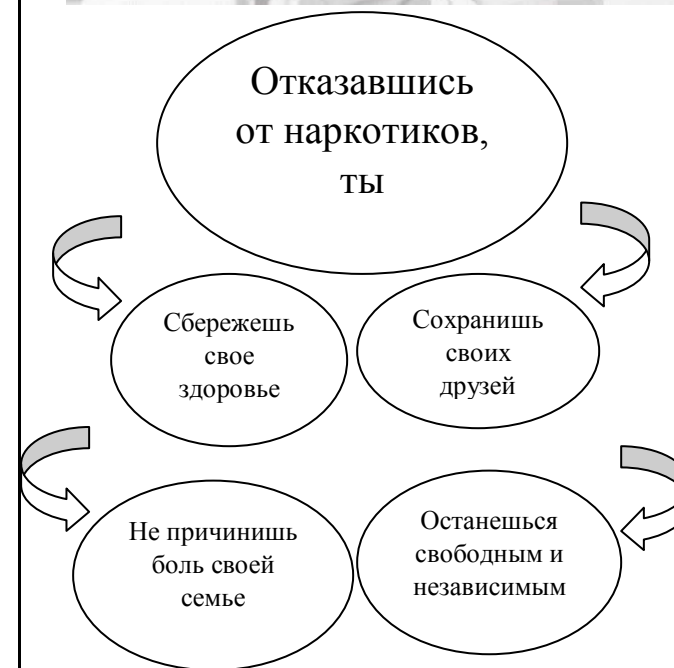 Отказавшись
от наркотиков,
ты
Сбережешь
свое
здоровье
Сохранишь
своих
друзей
Не причинишь
боль своей
семье
Останешься
свободным и
независимым